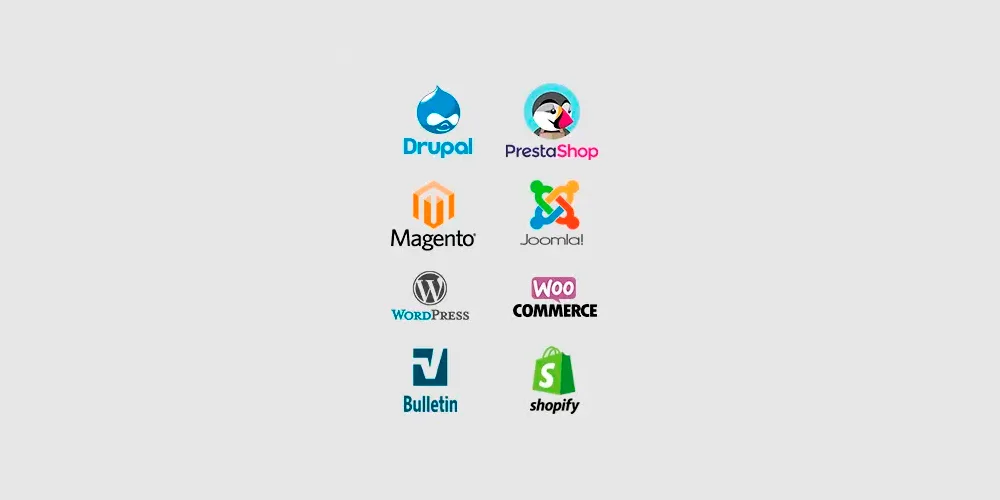 Drupal
PrestaShop
Magento®
Joomla!
WORDPRESS
WOO
COMMERCE
Bulletin
shopify